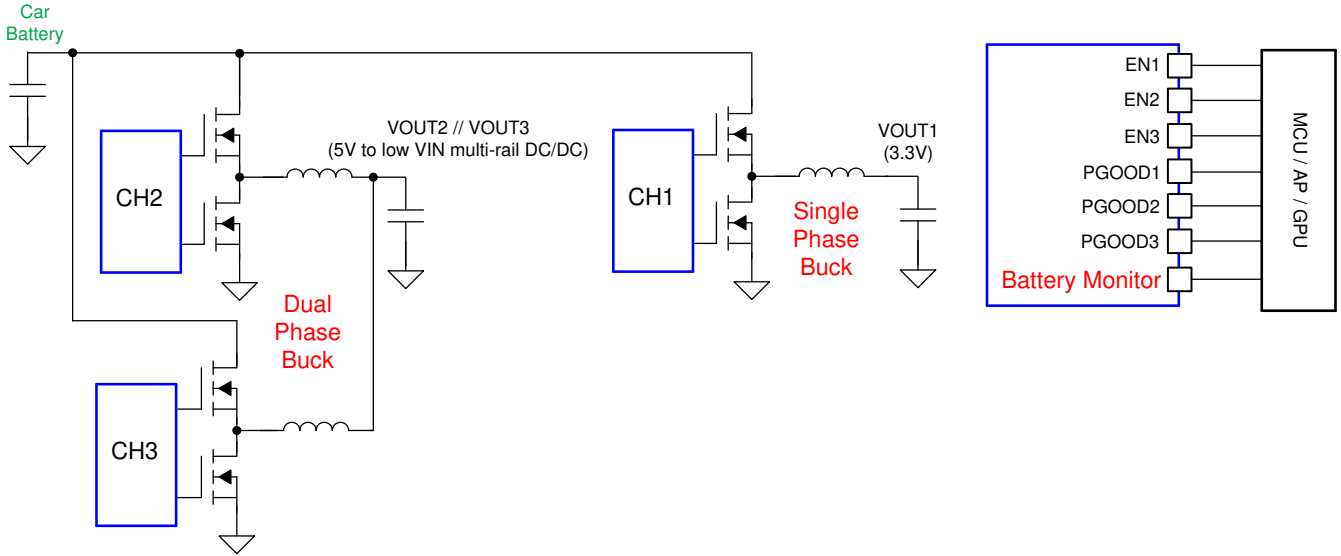 Car
Battery
CH2
VOUT2 // VOUT3
(5V to low VIN multi-rail DC/DC)
CH1
VOUT1
(3.3V)
Single
Phase
Buck
Dual
Phase
Buck
CH3
EN1
EN2
EN3
PGOOD1
PGOOD2
PGOOD3
Battery Monitor
MCU / AP / GPU